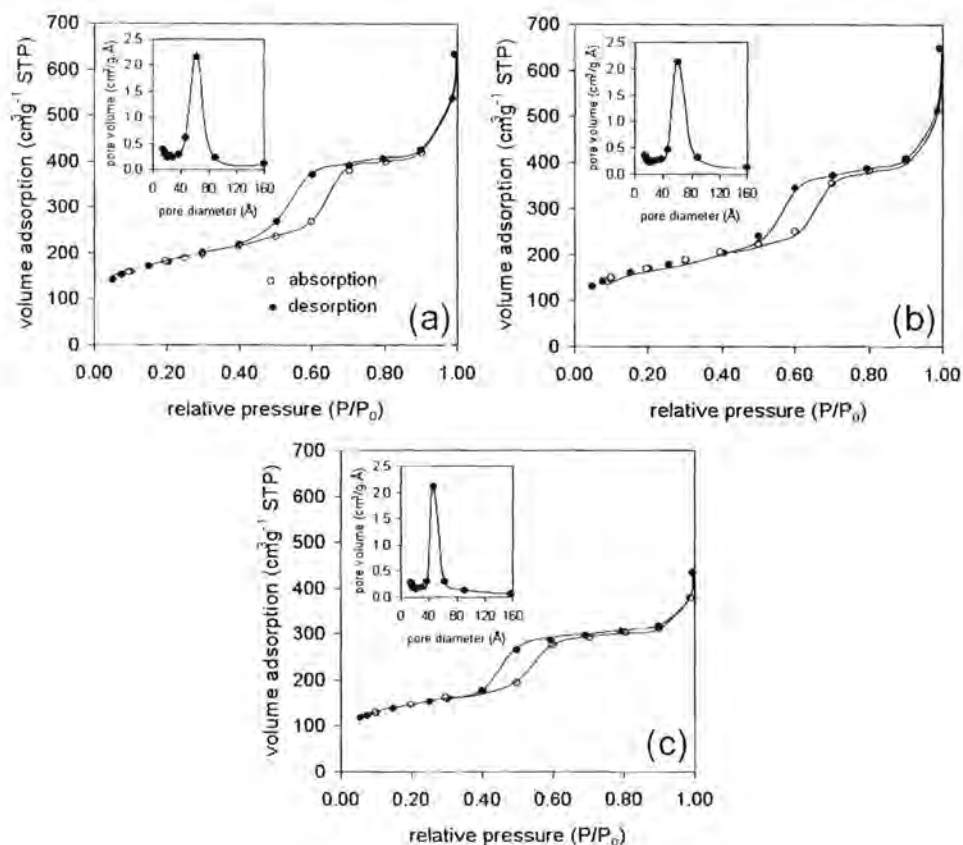 700
600
500
400
300
200
100
0
volume adsorption (cm³g⁻¹ STP)
0.00 0.20 0.40 0.60 0.80 1.00
relative pressure (P/P₀)
2.5
2.0
1.5
1.0
0.5
0.0
pore volume (cm³/g.Å)
0 40 80 120 160
pore diameter (Å)
absorption
desorption
(a)
700
600
500
400
300
200
100
0
volume adsorption (cm³g⁻¹ STP)
0.00 0.20 0.40 0.60 0.80 1.00
relative pressure (P/P₀)
2.5
2.0
1.5
1.0
0.5
0.0
pore volume (cm³/g.Å)
0 40 80 120 160
pore diameter (Å)
(b)
700
600
500
400
300
200
100
0
volume adsorption (cm³g⁻¹ STP)
0.00 0.20 0.40 0.60 0.80 1.00
relative pressure (P/P₀)
2.5
2.0
1.5
1.0
0.5
0.0
pore volume (cm³/g.Å)
0 40 80 120 160
pore diameter (Å)
(c)